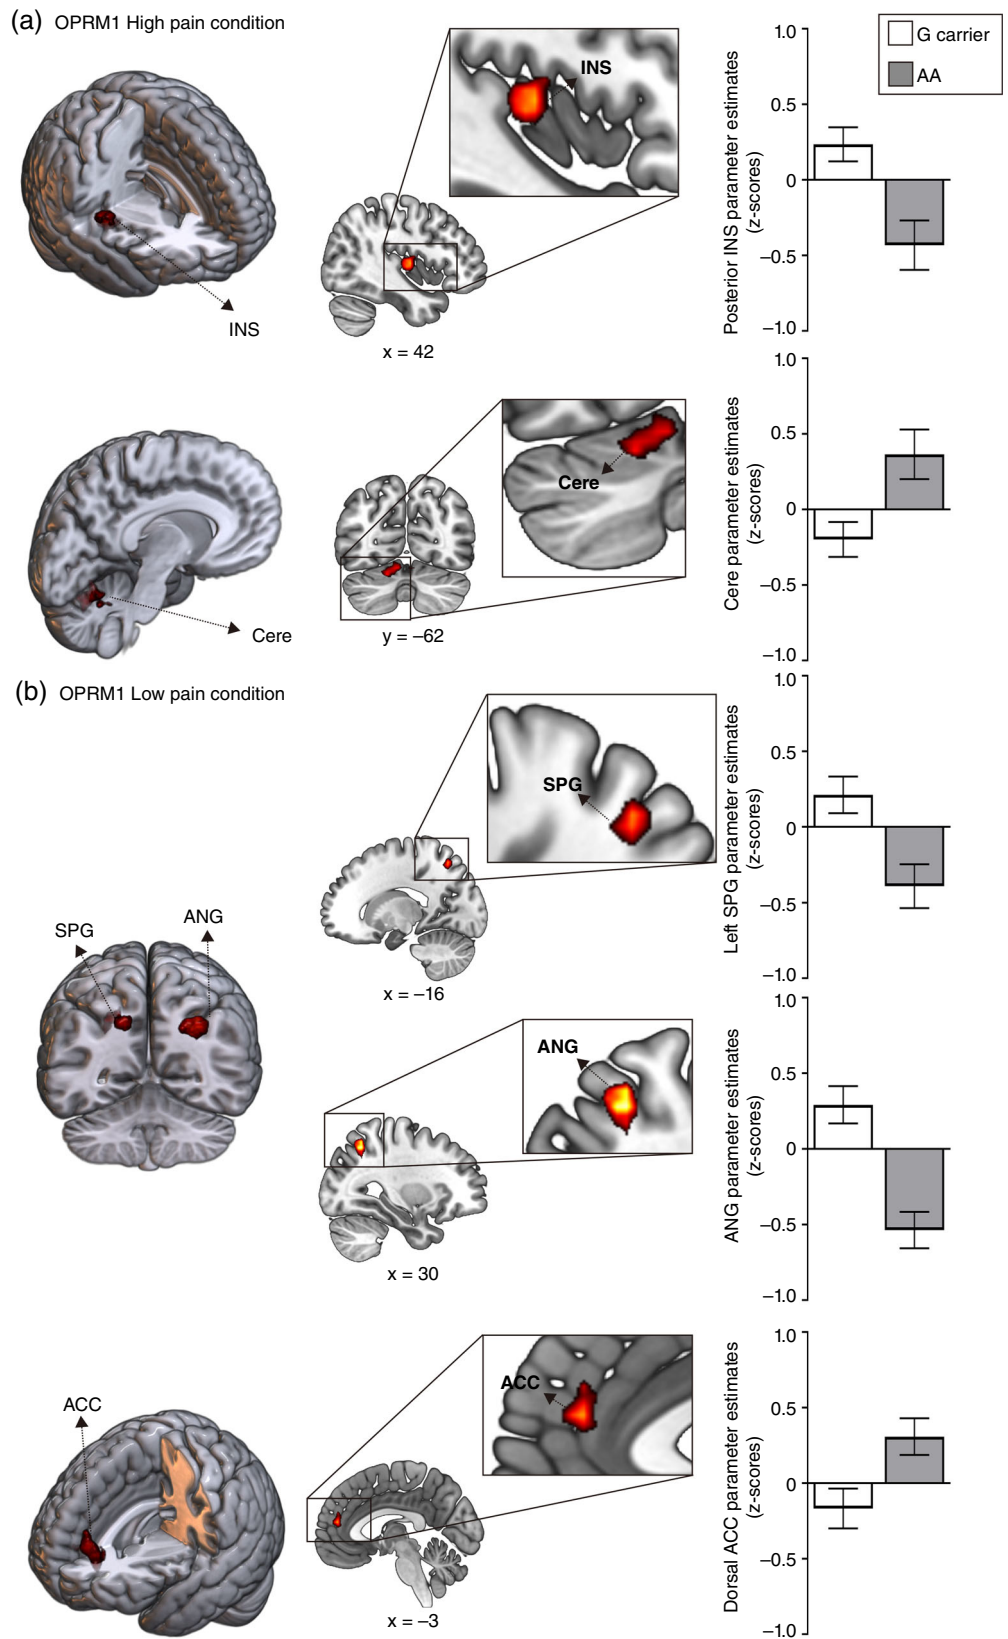 (a) OPRM1 High pain condition
INS
INS
x = 42
Posterior INS parameter estimates
(z-scores)
1.0
0.5
0
–0.5
–1.0
G carrier
AA
Cere
Cere
y = –62
Cere parameter estimates
(z-scores)
1.0
0.5
0
–0.5
–1.0
(b) OPRM1 Low pain condition
SPG
ANG
SPG
x = –16
Left SPG parameter estimates
(z-scores)
1.0
0.5
0
–0.5
–1.0
ANG
x = 30
ANG parameter estimates
(z-scores)
1.0
0.5
0
–0.5
–1.0
ACC
ACC
x = –3
Dorsal ACC parameter estimates
(z-scores)
1.0
0.5
0
–0.5
–1.0